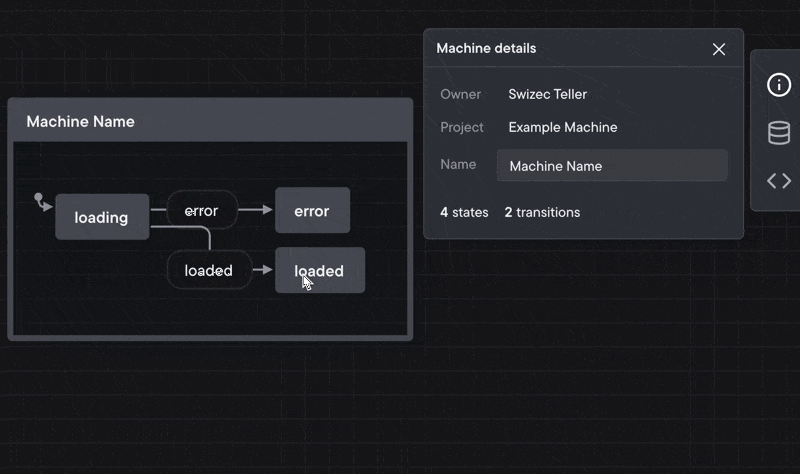 Machine Name
loading
error
error
loaded
loaded
Machine details
Owner Swizec Teller
Project Example Machine
Name Machine Name
4 states 2 transitions